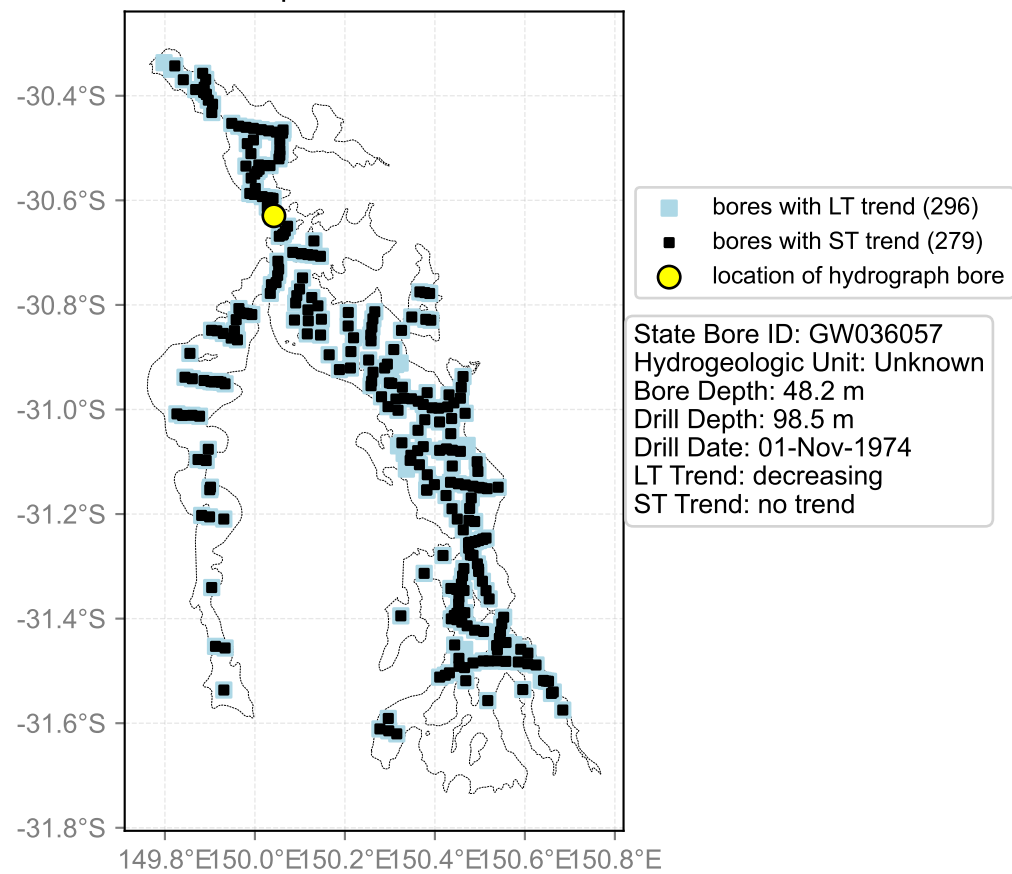 -30.4°S
-30.6°S
-30.8°S
-31.0°S
-31.2°S
-31.4°S
-31.6°S
-31.8°S
149.8°E150.0°E150.2°E150.4°E150.6°E150.8°E
bores with LT trend (296)
bores with ST trend (279)
location of hydrograph bore
State Bore ID: GW036057
Hydrogeologic Unit: Unknown
Bore Depth: 48.2 m
Drill Depth: 98.5 m
Drill Date: 01-Nov-1974
LT Trend: decreasing
ST Trend: no trend